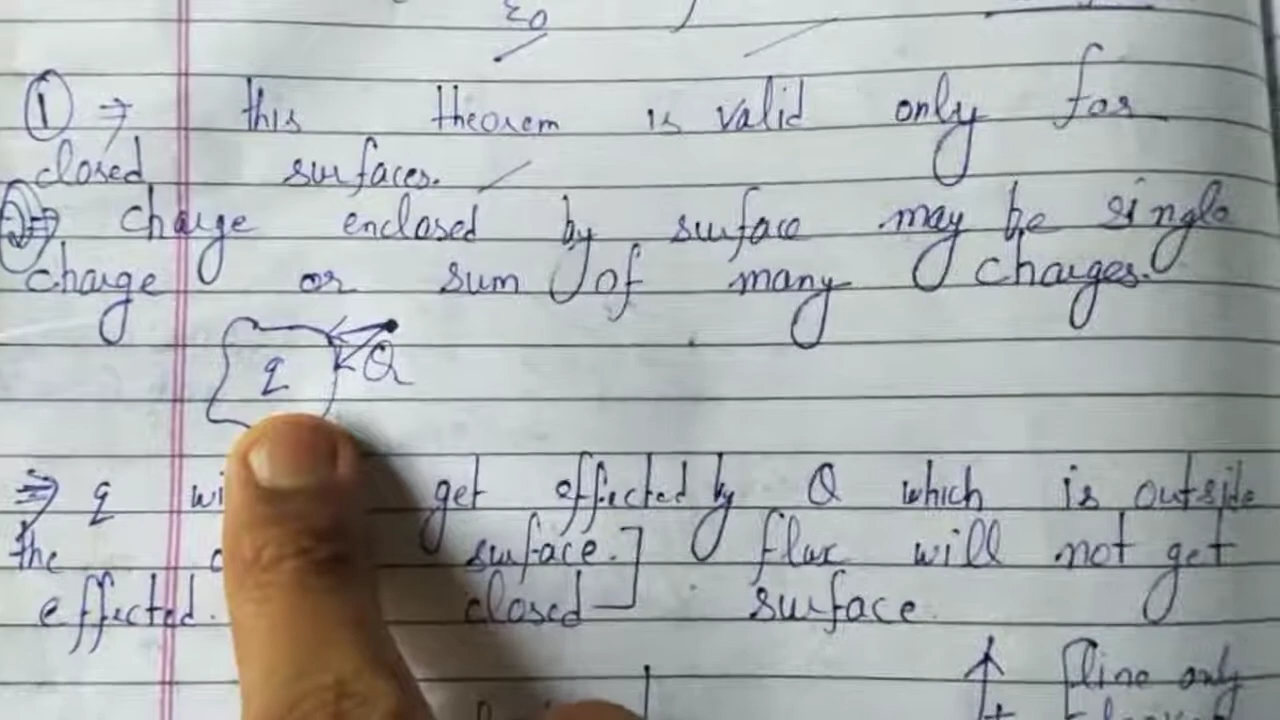 ε0
① ⇒ this theorem is valid only for
closed surfaces.
②⇒ charge enclosed by surface may be single
charge or sum of many charges.
q Q
⇒ q get effected by Q which is outside
the surface.] flux will not get
effected. closed surface.
line only